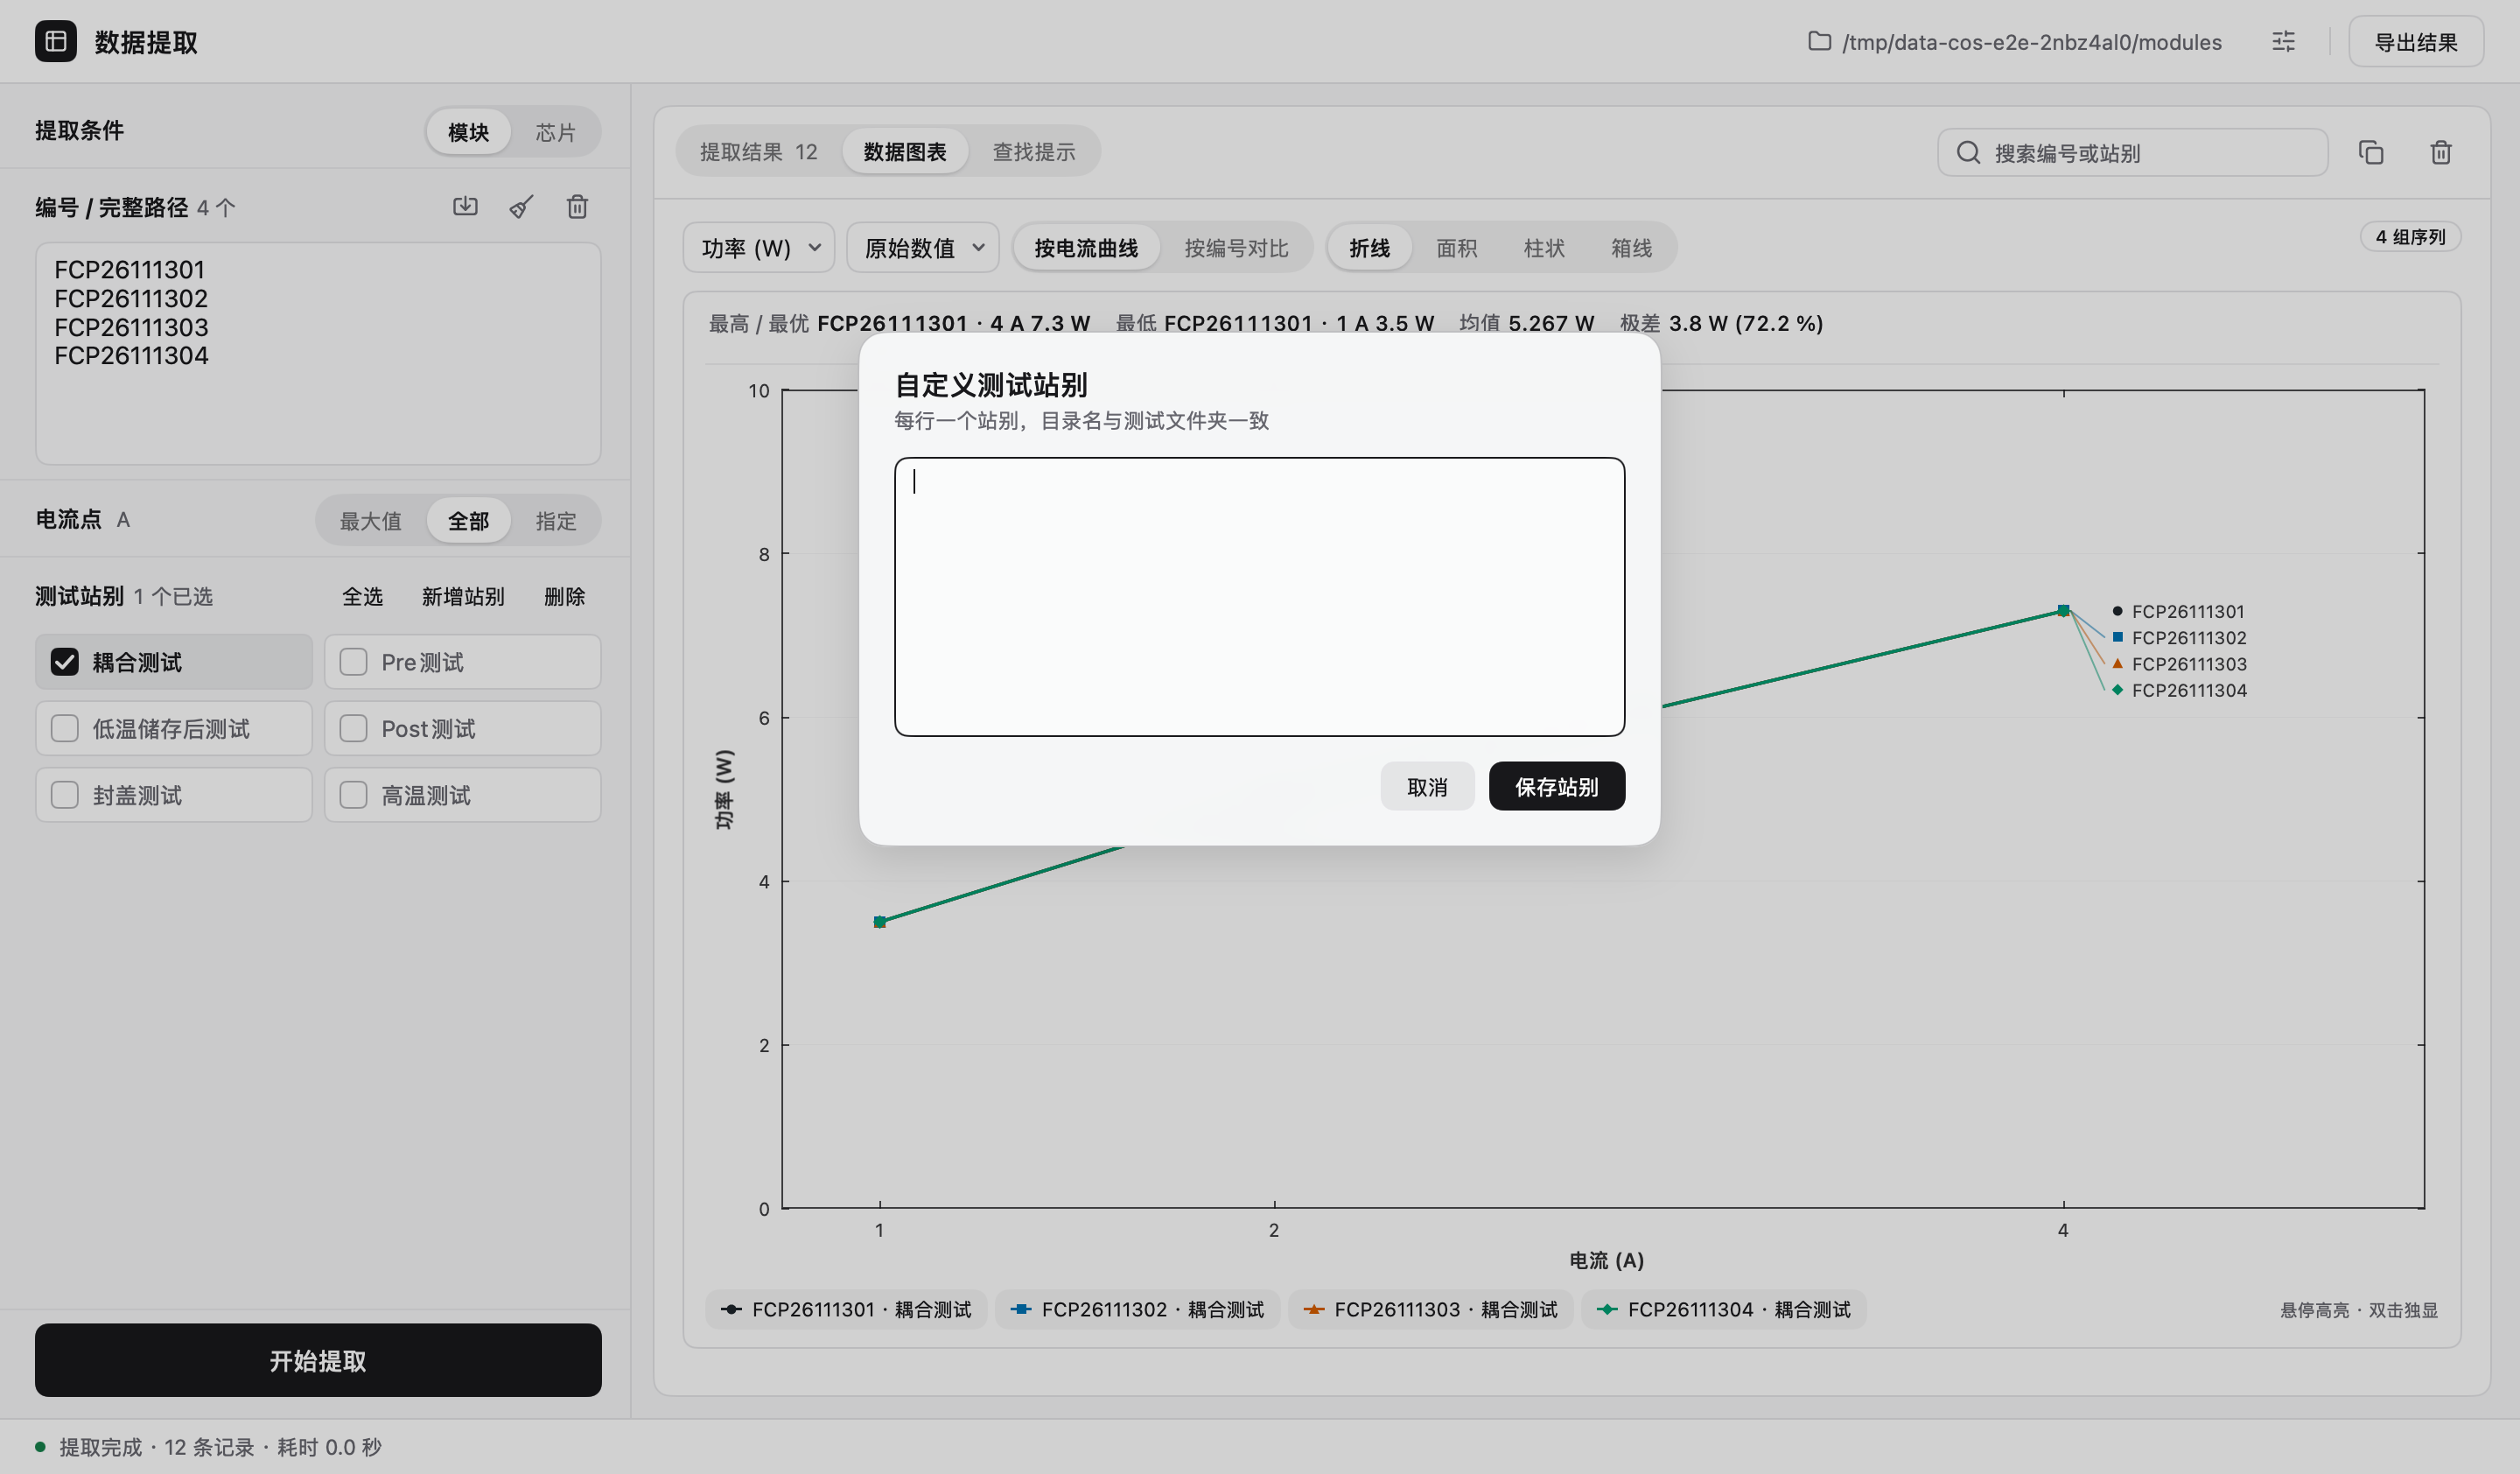 数据提取
/tmp/data-cos-e2e-2nbz4al0/modules
导出结果
提取条件
模块
芯片
编号 / 完整路径 4 个
FCP26111301
FCP26111302
FCP26111303
FCP26111304
电流点 A
最大值
全部
指定
测试站别 1 个已选
全选
新增站别
删除
耦合测试
Pre测试
低温储存后测试
Post测试
封盖测试
高温测试
开始提取
提取完成 · 12 条记录 · 耗时 0.0 秒
提取结果 12
数据图表
查找提示
搜索编号或站别
功率 (W)
原始数值
按电流曲线
按编号对比
折线
面积
柱状
箱线
4 组序列
最高 / 最优 FCP26111301 · 4 A 7.3 W 最低 FCP26111301 · 1 A 3.5 W 均值 5.267 W 极差 3.8 W (72.2 %)
自定义测试站别
每行一个站别，目录名与测试文件夹一致
取消
保存站别
功率 (W)
10
8
6
4
2
0
FCP26111301
FCP26111302
FCP26111303
FCP26111304
1
2
4
电流 (A)
FCP26111301 · 耦合测试
FCP26111302 · 耦合测试
FCP26111303 · 耦合测试
FCP26111304 · 耦合测试
悬停高亮 · 双击独显